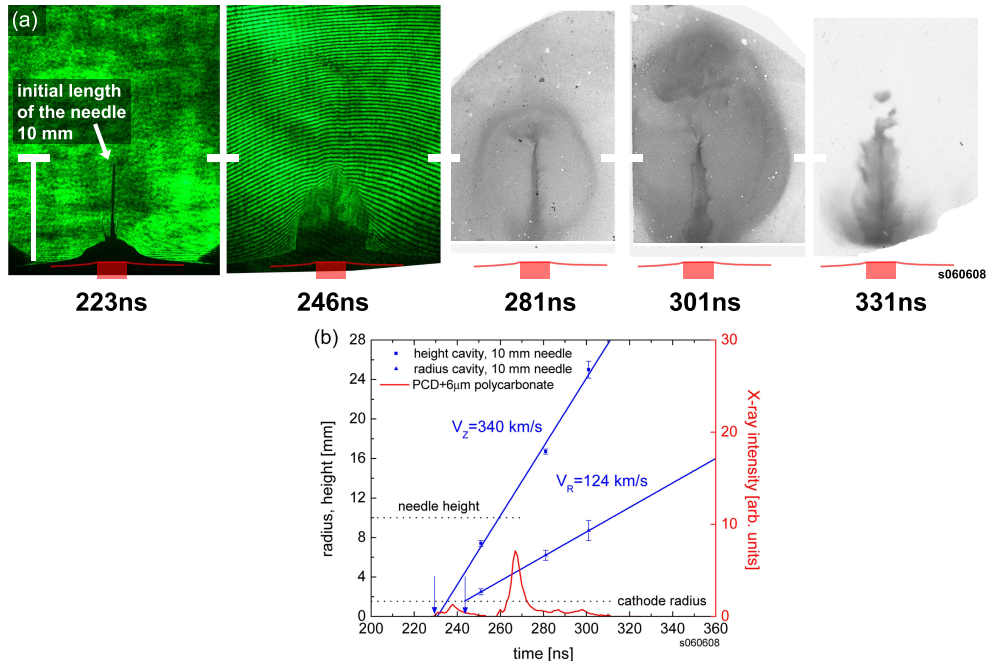 (a)
initial length
of the needle
10 mm
s060608
223ns
246ns
281ns
301ns
331ns
(b)
height cavity, 10 mm needle
radius cavity, 10 mm needle
PCD+6μm polycarbonate
V_Z=340 km/s
V_R=124 km/s
needle height
cathode radius
radius, height [mm]
0
4
8
12
16
20
24
28
X-ray intensity [arb. units]
0
10
20
30
200
220
240
260
280
300
320
340
360
time [ns]
s060608